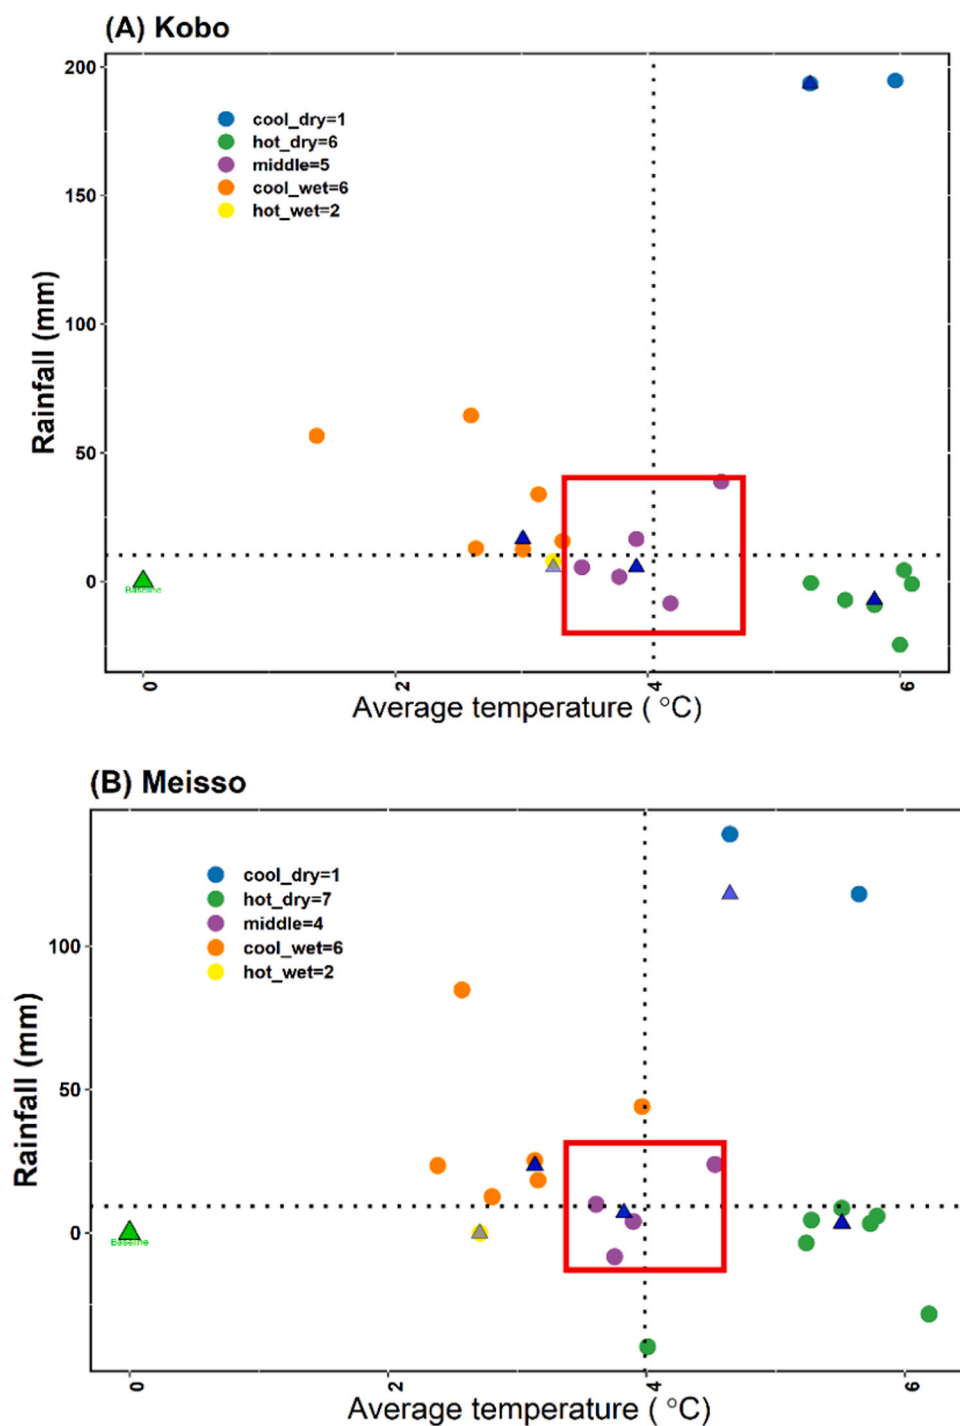 (A) Kobo
200
150
100
50
0
Rainfall (mm)
cool_dry=1
hot_dry=6
middle=5
cool_wet=6
hot_wet=2
Baseline
0 2 4 6
Average temperature ( °C)
(B) Meisso
100
50
0
Rainfall (mm)
cool_dry=1
hot_dry=7
middle=4
cool_wet=6
hot_wet=2
Baseline
0 2 4 6
Average temperature ( °C)